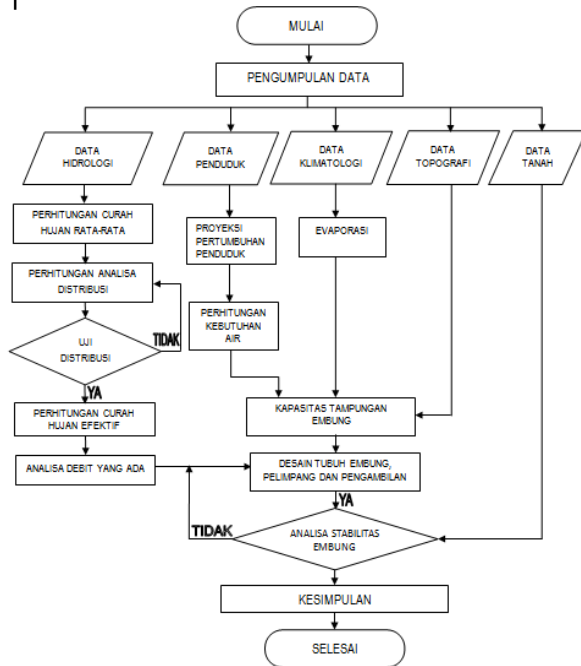 MULAI
PENGUMPULAN DATA
DATA
HIDROLOGI
DATA
PENDUDUK
DATA
KLIMATOLOGI
DATA
TOPOGRAFI
DATA
TANAH
PERHITUNGAN CURAH
HUJAN RATA-RATA
PROYEKSI
PERTUMBUHAN
PENDUDUK
EVAPORASI
PERHITUNGAN ANALISA
DISTRIBUSI
PERHITUNGAN
KEBUTUHAN
AIR
UJI
DISTRIBUSI
TIDAK
YA
PERHITUNGAN CURAH
HUJAN EFEKTIF
KAPASITAS TAMPUNGAN
EMBUNG
ANALISA DEBIT YANG ADA
DESAIN TUBUH EMBUNG,
PELIMPANG DAN PENGAMBILAN
YA
TIDAK
ANALISA STABILITAS
EMBUNG
KESIMPULAN
SELESAI